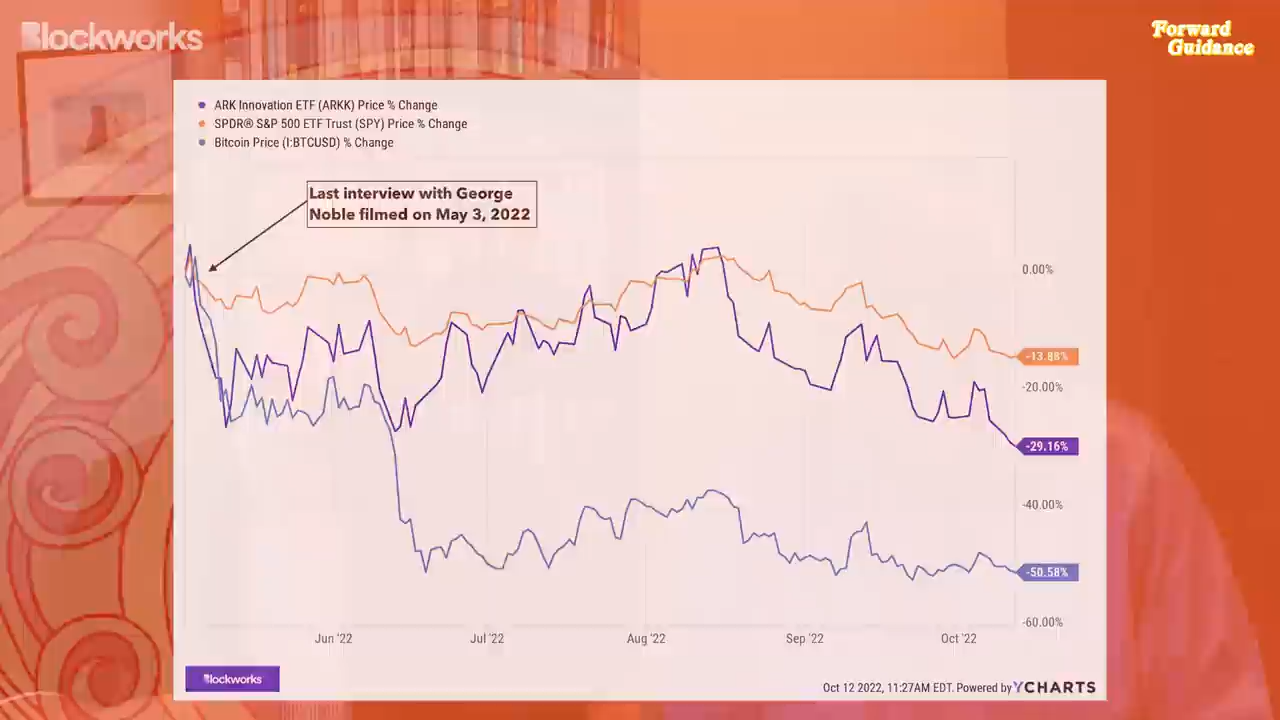 Blockworks
Forward
Guidance
ARK Innovation ETF (ARKK) Price % Change
SPDR® S&P 500 ETF Trust (SPY) Price % Change
Bitcoin Price (I:BTCUSD) % Change
Last interview with George
Noble filmed on May 3, 2022
0.00%
-13.88%
-20.00%
-29.16%
-40.00%
-50.58%
-60.00%
Jun '22
Jul '22
Aug '22
Sep '22
Oct '22
Blockworks
Oct 12 2022, 11:27AM EDT. Powered by YCHARTS